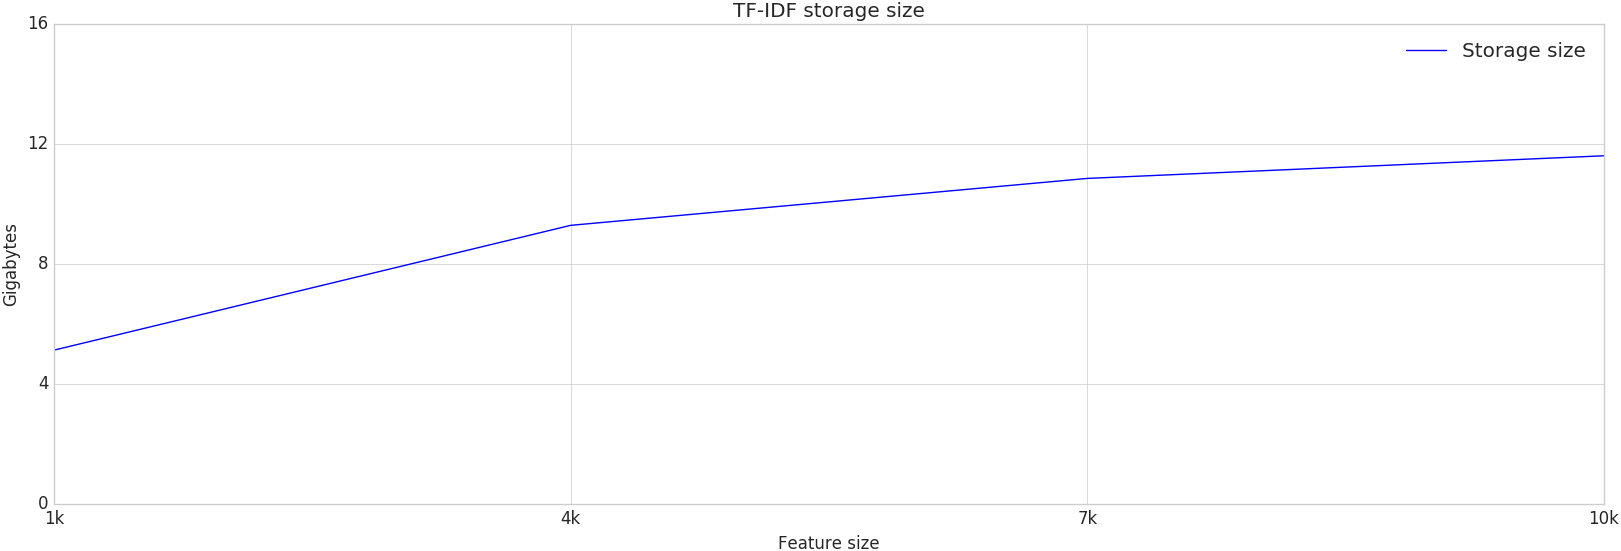 TF-IDF storage size
16
Storage size
12
8
4
0
Gigabytes
1k 4k 7k 10k
Feature size